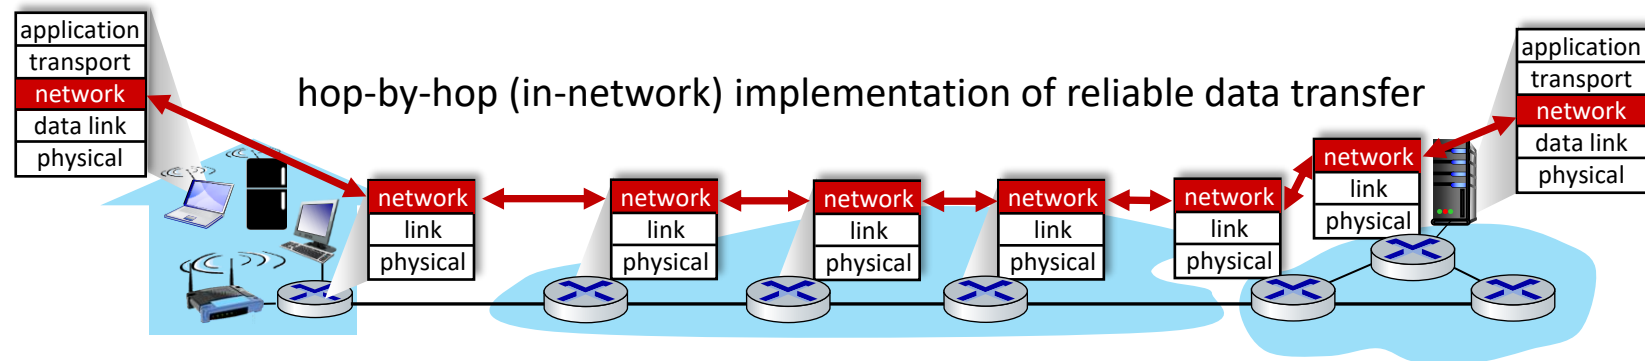 application
transport
network
data link
physical
hop-by-hop (in-network) implementation of reliable data transfer
network
link
physical
network
link
physical
network
link
physical
network
link
physical
network
link
physical
network
link
physical
application
transport
network
data link
physical